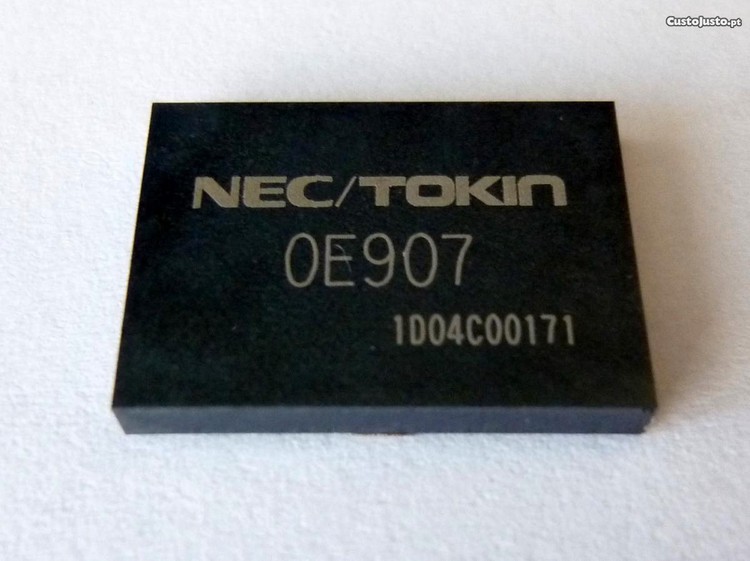 CustoJusto.pt
NEC/TOKIN
0E907
1D04C00171